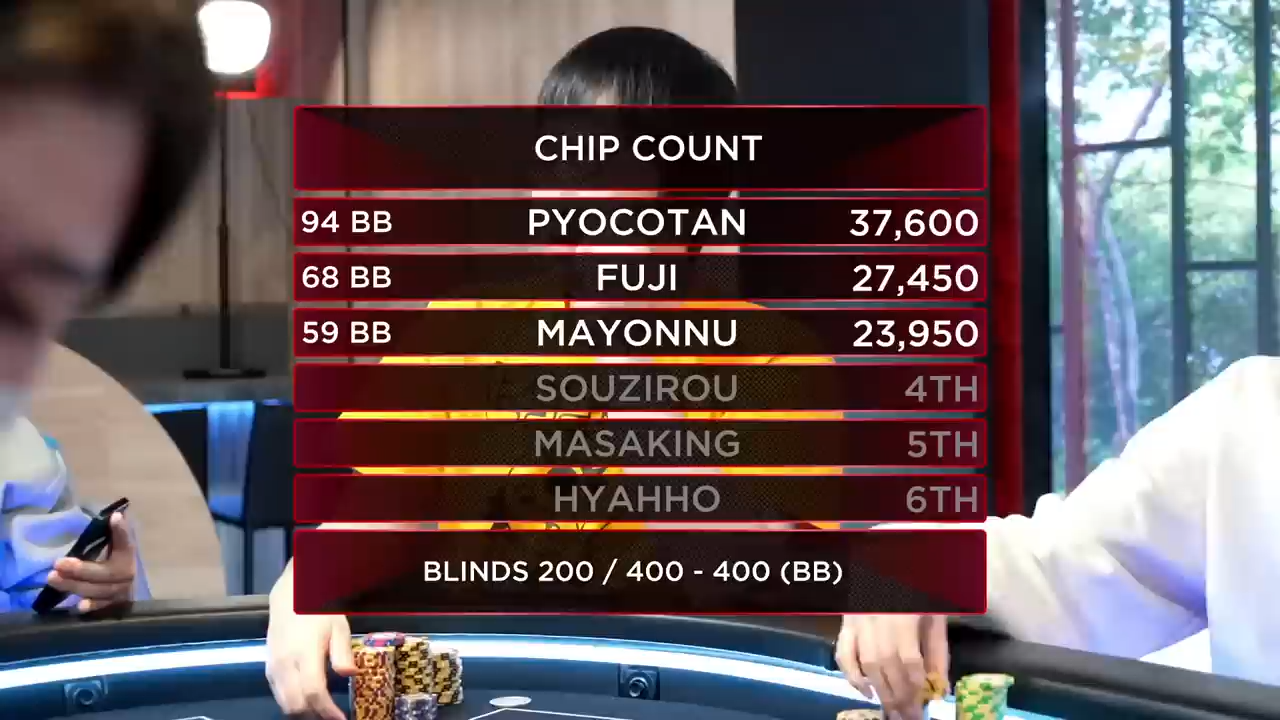 CHIP COUNT
94 BB PYOCOTAN 37,600
68 BB FUJI 27,450
59 BB MAYONNU 23,950
SOUZIROU 4TH
MASAKING 5TH
HYAHHO 6TH
BLINDS 200 / 400 - 400 (BB)